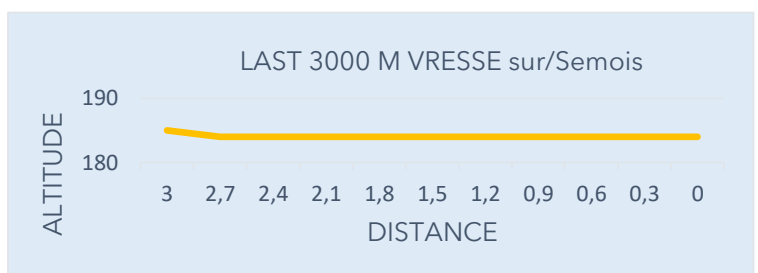 LAST 3000 M VRESSE sur/Semois
ALTITUDE
190
180
3 2,7 2,4 2,1 1,8 1,5 1,2 0,9 0,6 0,3 0
DISTANCE